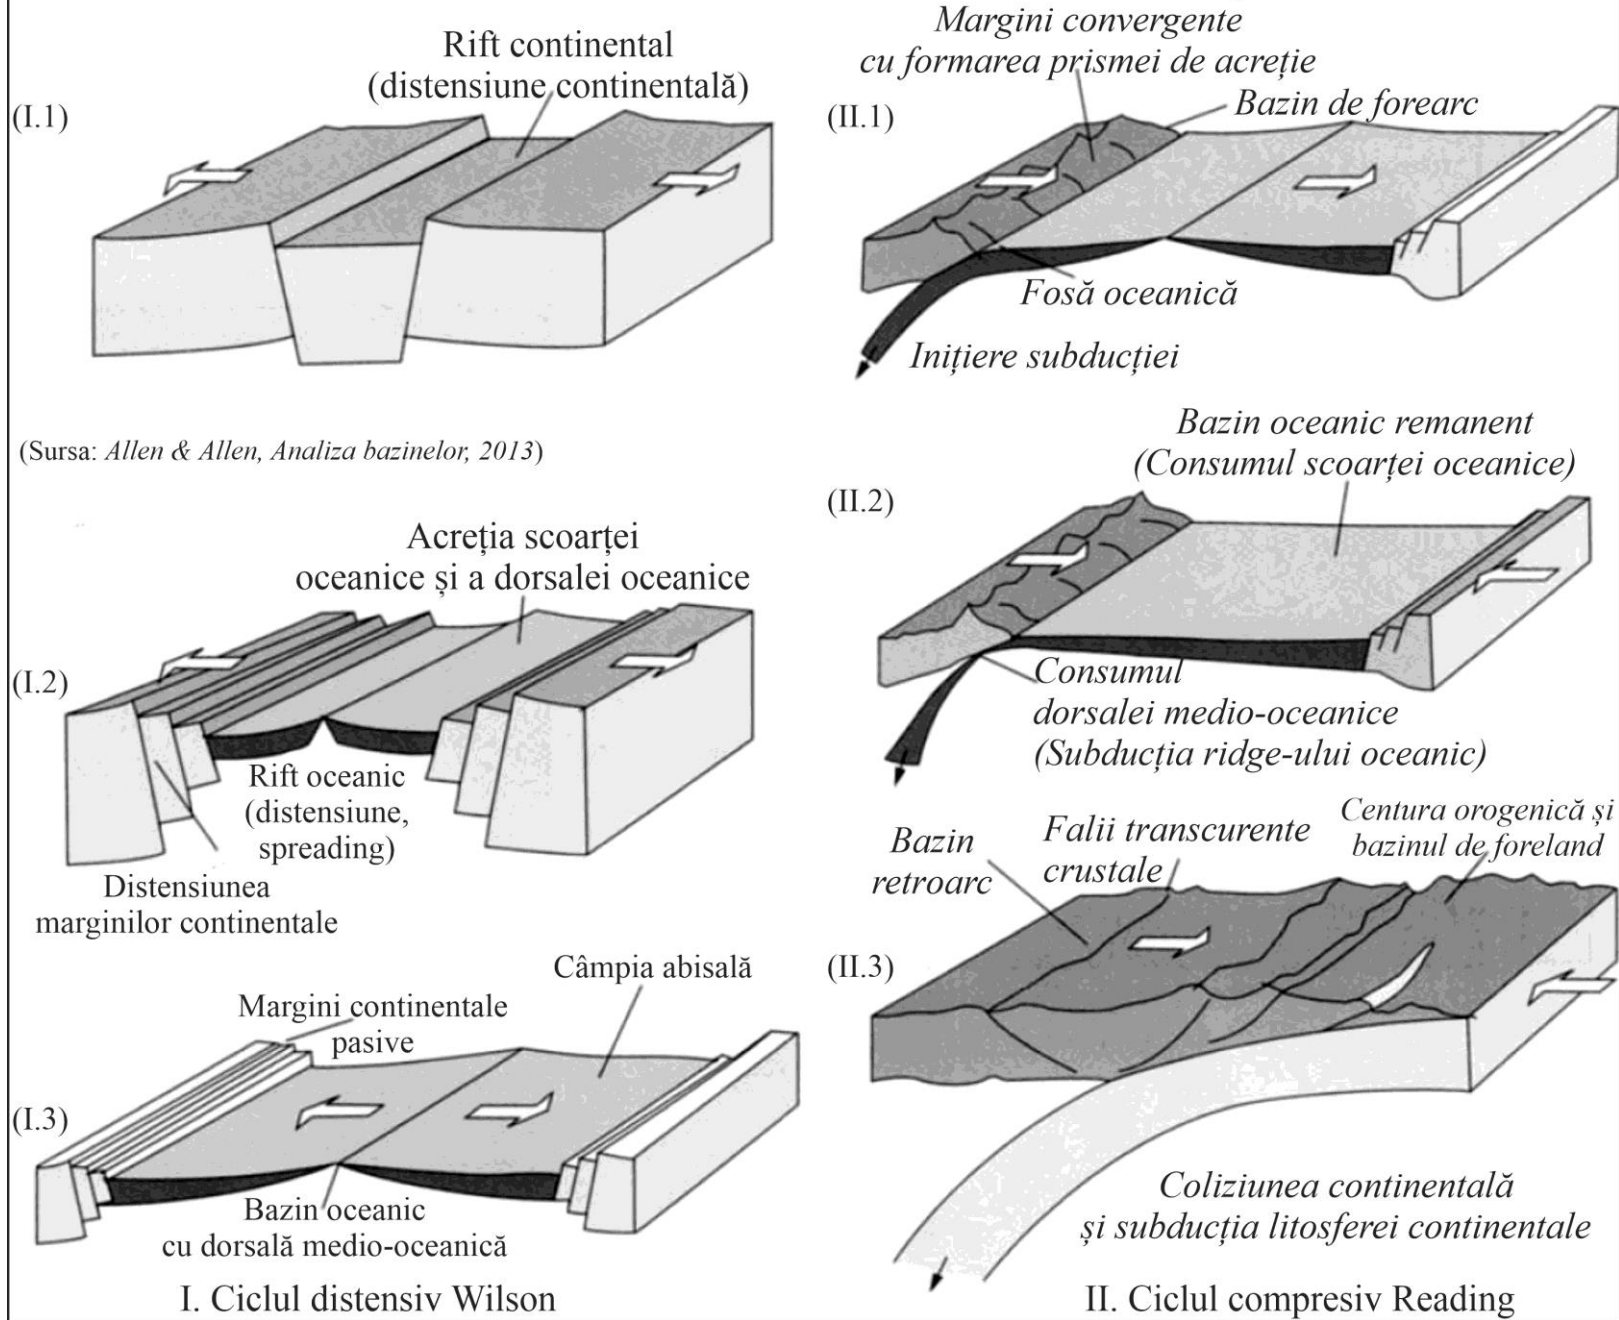 (I.1)
Rift continental
(distensiune continentală)
(Sursa: Allen & Allen, Analiza bazinelor, 2013)
(I.2)
Acreția scoarței
oceanice și a dorsalei oceanice
Rift oceanic
(distensiune,
spreading)
Distensiunea
marginilor continentale
(I.3)
Margini continentale
pasive
Câmpia abisală
Bazin oceanic
cu dorsală medio-oceanică
I. Ciclul distensiv Wilson
(II.1)
Margini convergente
cu formarea prismei de acreție
Bazin de forearc
Fosă oceanică
Inițiere subducției
(II.2)
Bazin oceanic remanent
(Consumul scoarței oceanice)
Consumul
dorsalei medio-oceanice
(Subducția ridge-ului oceanic)
(II.3)
Bazin
retroarc
Falii transcurente
crustale
Centura orogenică și
bazinul de foreland
Coliziunea continentală
și subducția litosferei continentale
II. Ciclul compresiv Reading